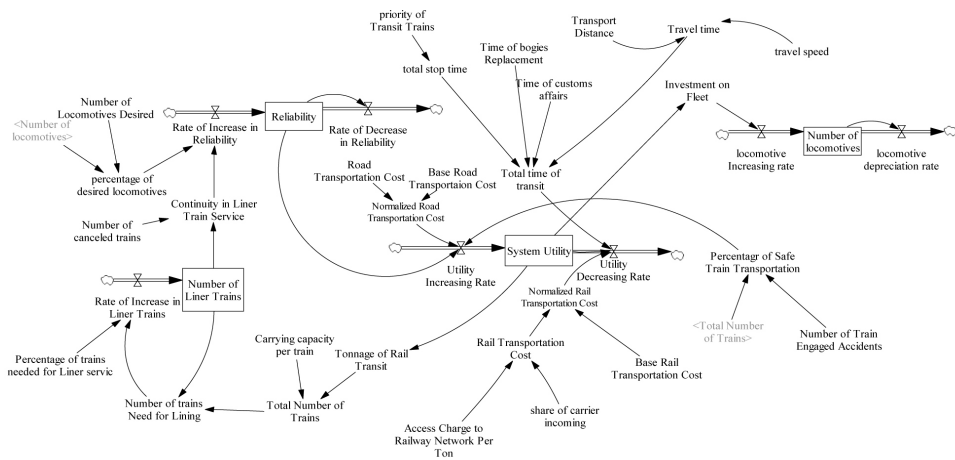 priority of
Transit Trains
Transport
Distance
Travel time
travel speed
total stop time
Time of bogies
Replacement
Time of customs
affairs
Investment on
Fleet
Number of
Locomotives Desired
<Number of
locomotives>
Rate of Increase in
Reliability
Reliability
Rate of Decrease
in Reliability
percentage of
desired locomotives
Road
Transportation Cost
Base Road
Transportaion Cost
Normalized Road
Transportation Cost
Total time of
transit
locomotive
Increasing rate
Number of
locomotives
locomotive
depreciation rate
Continuity in Liner
Train Service
Number of
canceled trains
Utility
Increasing Rate
System Utility
Utility
Decreasing Rate
Percentagr of Safe
Train Transportation
Rate of Increase in
Liner Trains
Number of
Liner Trains
Normalized Rail
Transportation Cost
<Total Number
of Trains>
Number of Train
Engaged Accidents
Percentage of trains
needed for Liner servic
Carrying capacity
per train
Tonnage of Rail
Transit
Rail Transportation
Cost
Base Rail
Transportation Cost
Number of trains
Need for Lining
Total Number of
Trains
Access Charge to
Railway Network Per
Ton
share of carrier
incoming